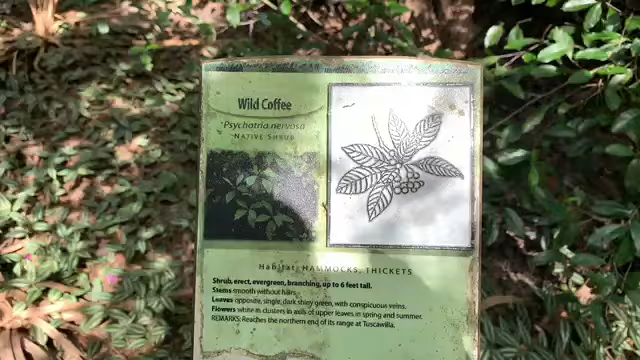 Wild Coffee
Psychotria nervosa
NATIVE SHRUB
Habitat: HAMMOCKS, THICKETS
Shrub, erect, evergreen, branching, up to 6 feet tall.
Stems smooth without hairs.
Leaves opposite, single, dark shiny green, with conspicuous veins.
Flowers white in clusters in axils of upper leaves in spring and summer.
REMARKS: Reaches the northern end of its range at Tuscawilla.